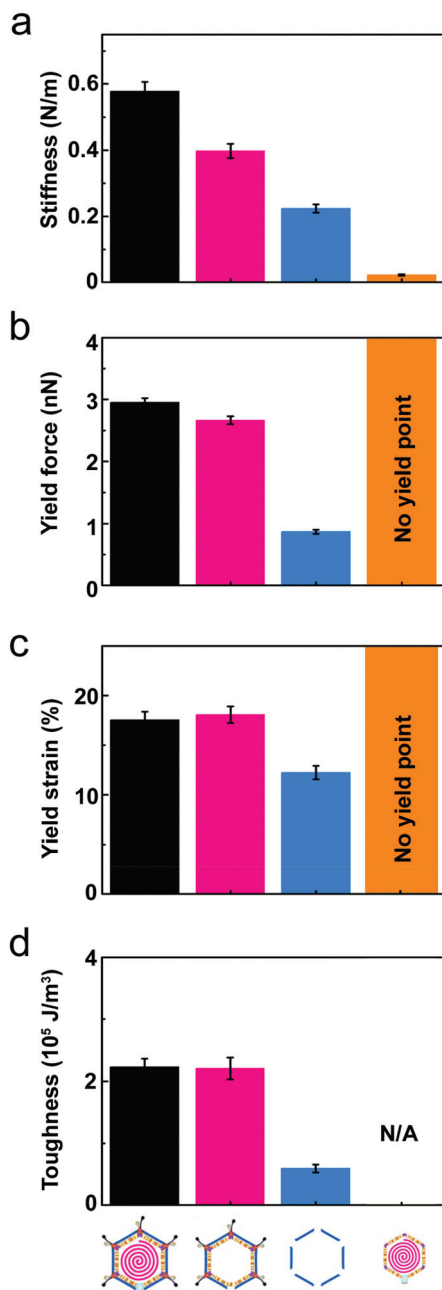 a
Stiffness (N/m)
0.6
0.4
0.2
0
b
Yield force (nN)
4
3
2
1
0
No yield point
c
Yield strain (%)
20
10
0
No yield point
d
Toughness (10⁵ J/m³)
4
2
0
N/A